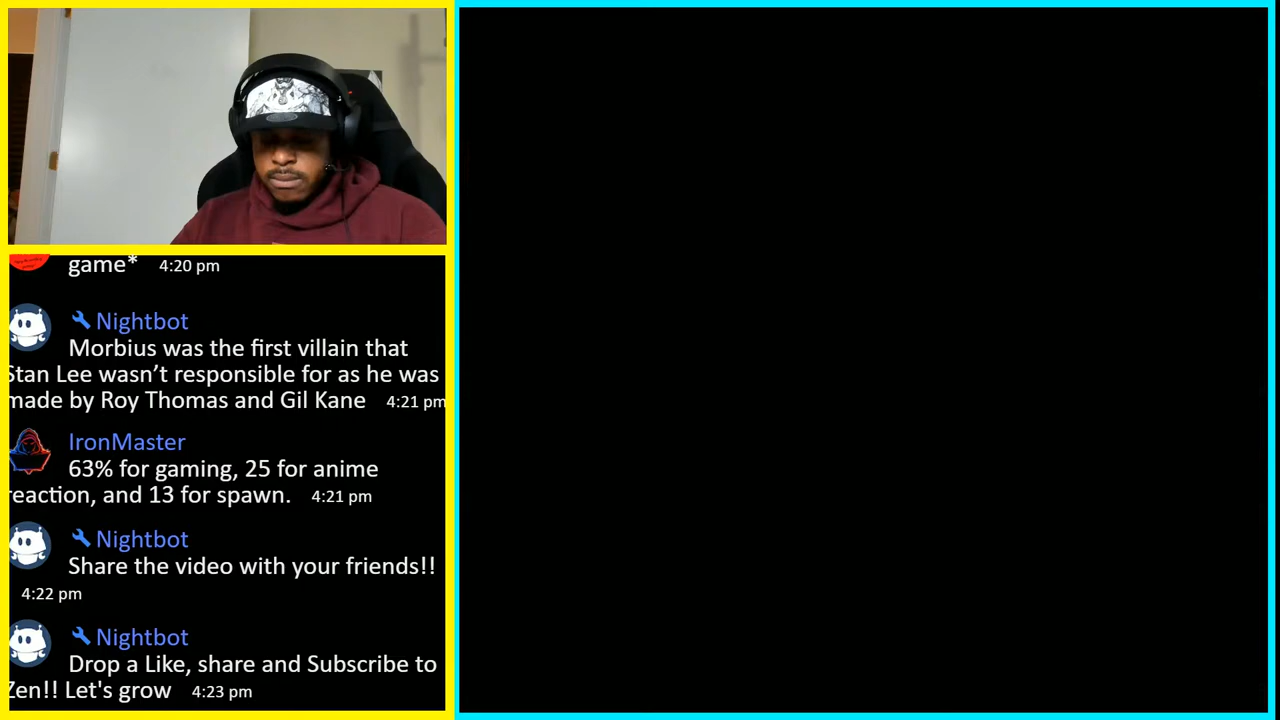 game* 4:20 pm
Nightbot
Morbius was the first villain that
Stan Lee wasn’t responsible for as he was
made by Roy Thomas and Gil Kane 4:21 pm
IronMaster
63% for gaming, 25 for anime
reaction, and 13 for spawn. 4:21 pm
Nightbot
Share the video with your friends!!
4:22 pm
Nightbot
Drop a Like, share and Subscribe to
Zen!! Let's grow 4:23 pm